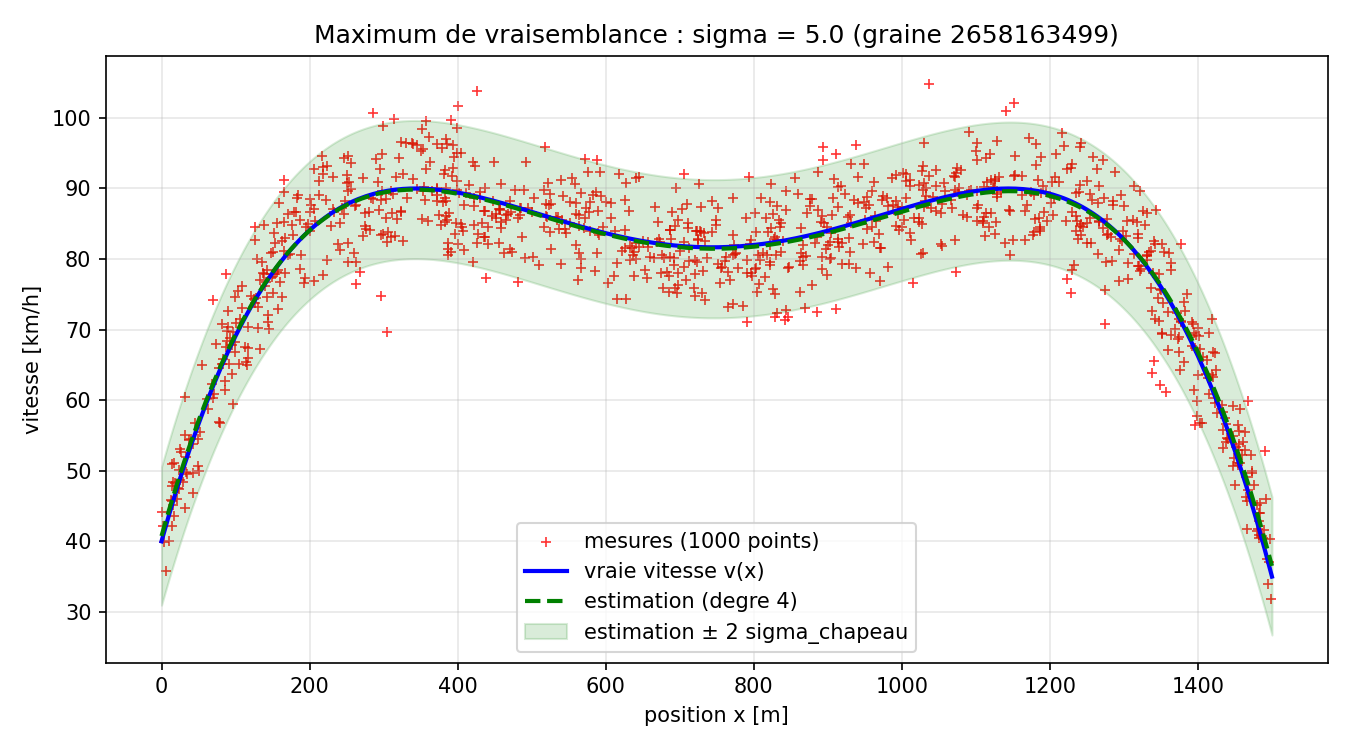 Maximum de vraisemblance : sigma = 5.0 (graine 2658163499)
100
90
80
70
60
50
40
30
vitesse [km/h]
mesures (1000 points)
vraie vitesse v(x)
estimation (degre 4)
estimation ± 2 sigma_chapeau
0 200 400 600 800 1000 1200 1400
position x [m]